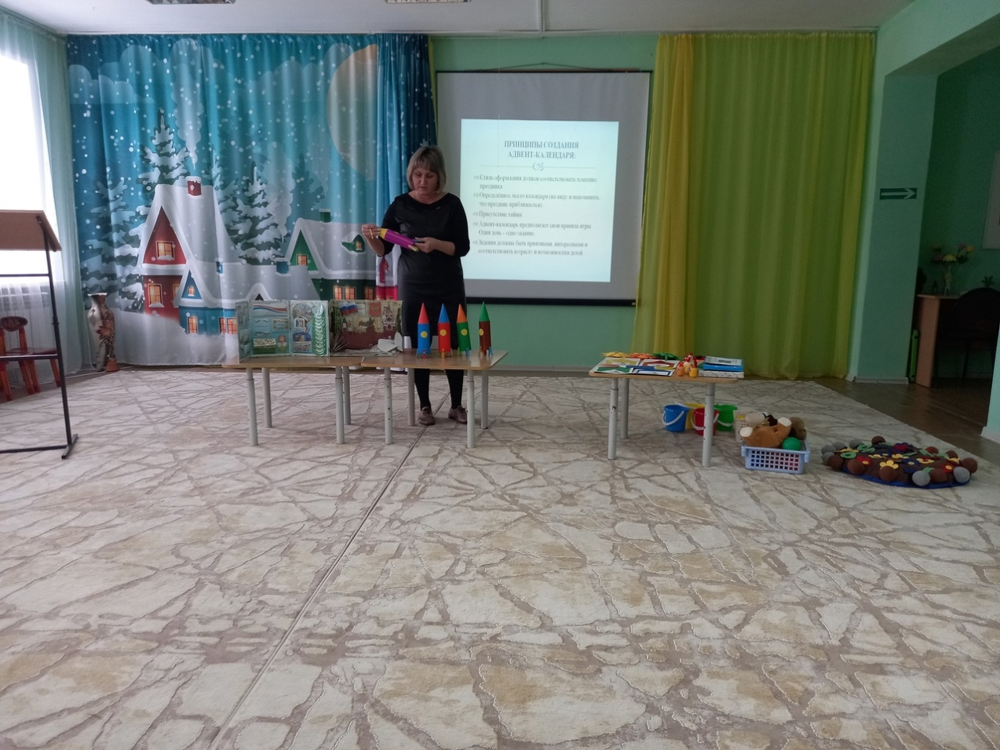 ПРИНЦИПЫ СОЗДАНИЯ
АДВЕНТ-КАЛЕНДАРЯ:
Стиль оформления должен соответствовать тематике
праздника
Определённое место календаря (на виду и напоминать,
что праздник приближается)
Присутствие тайны
Адвент-календарь предполагает свои правила игры.
Один день – одно задание.
Задания должны быть приятными, интересными и
соответствовать возрасту и возможностям детей.